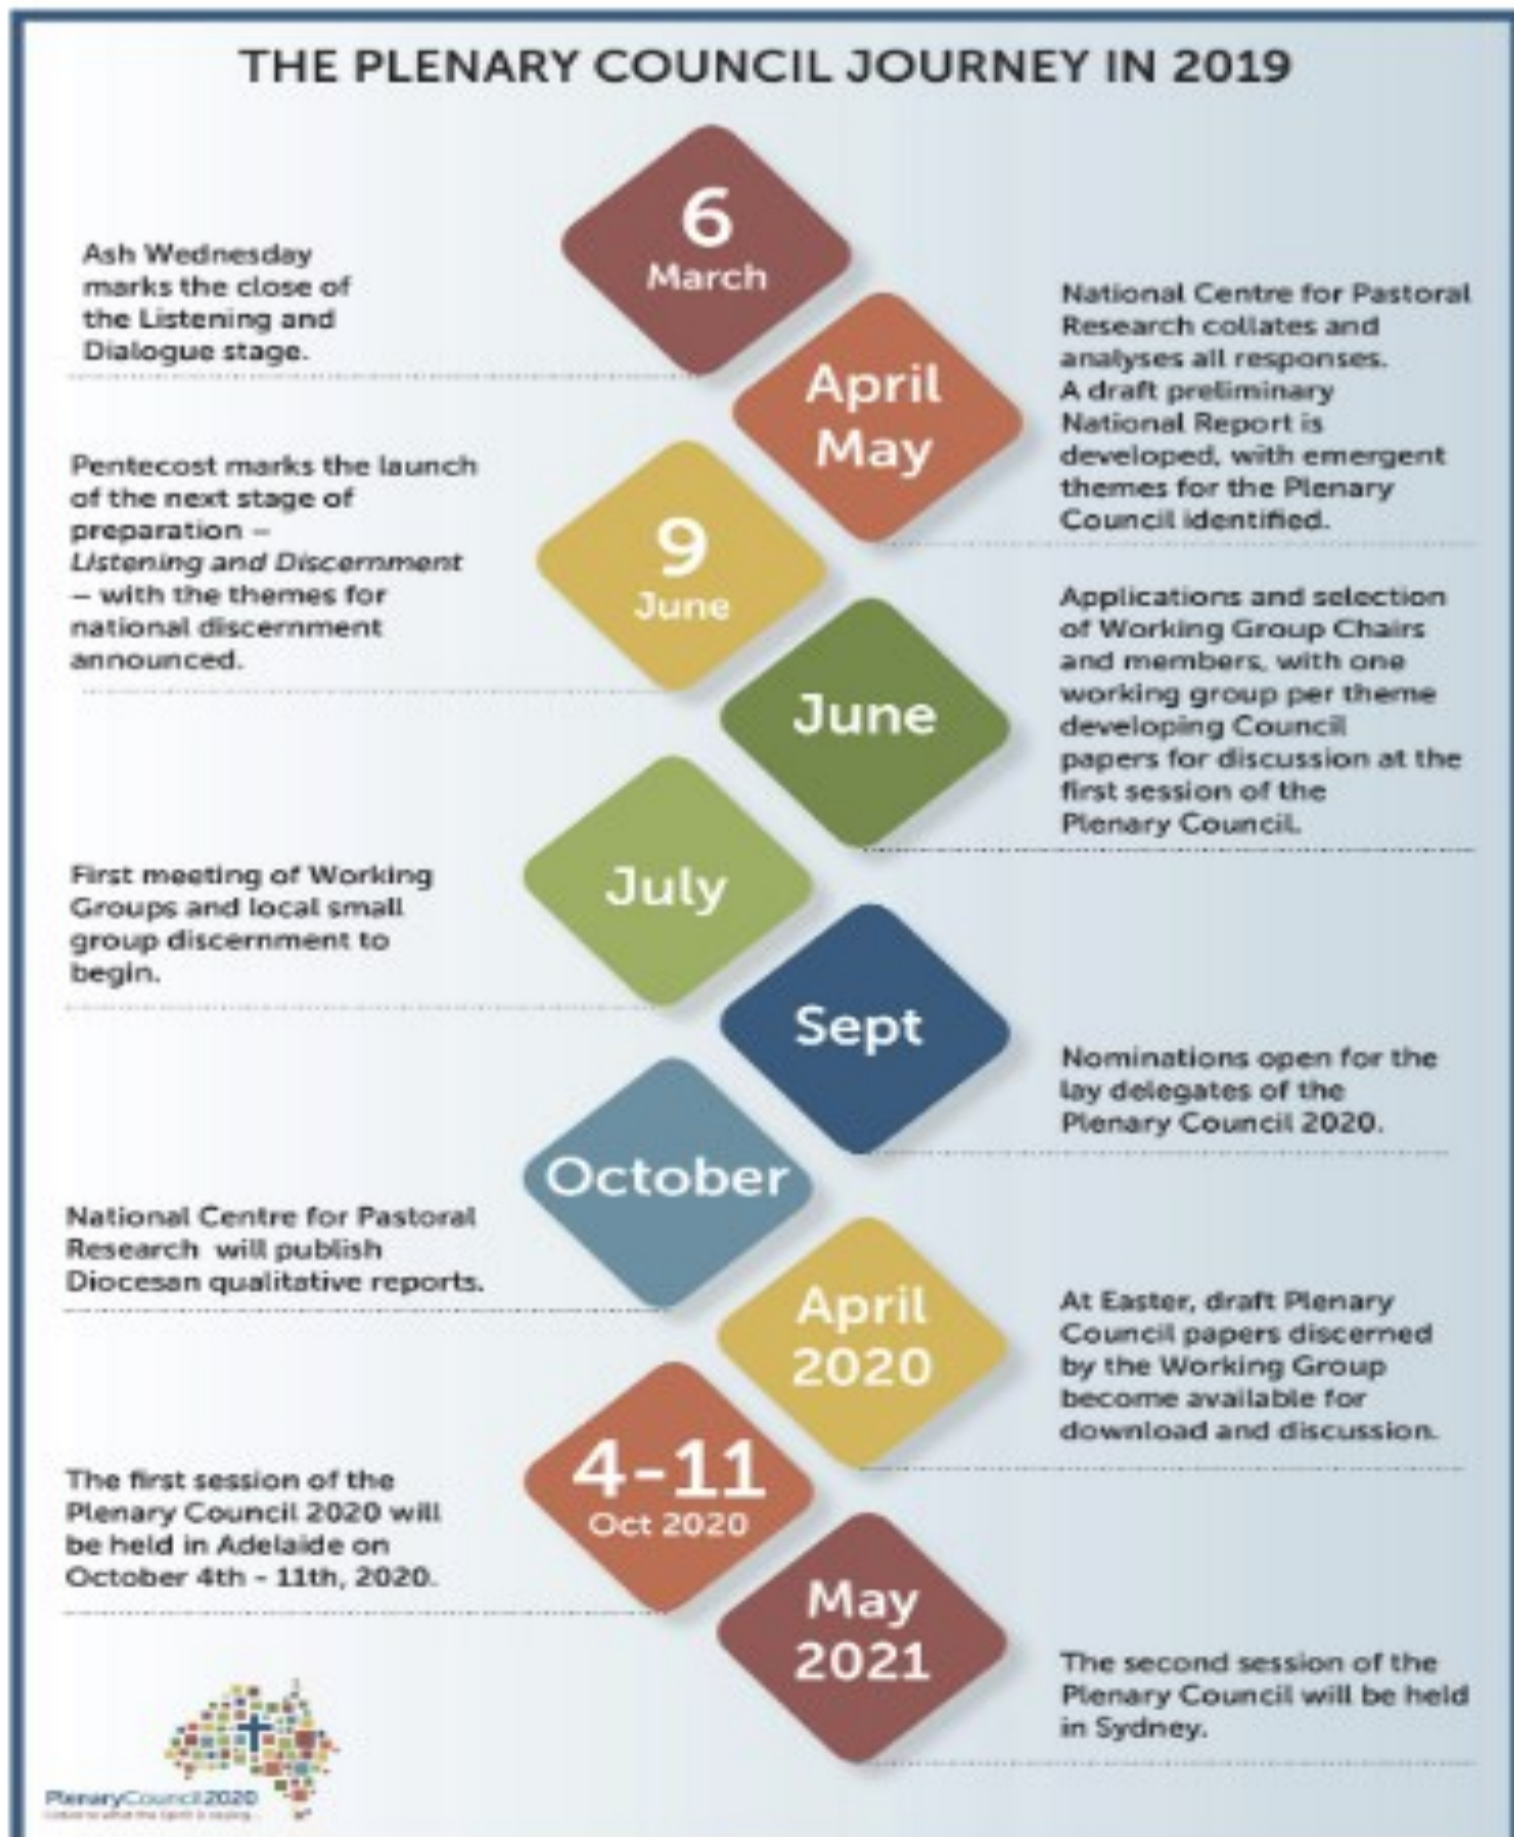 THE PLENARY COUNCIL JOURNEY IN 2019
6
March
Ash Wednesday
marks the close of
the Listening and
Dialogue stage.
April
May
National Centre for Pastoral
Research collates and
analyses all responses.
A draft preliminary
National Report is
developed, with emergent
themes for the Plenary
Council identified.
9
June
Pentecost marks the launch
of the next stage of
preparation –
Listening and Discernment
– with the themes for
national discernment
announced.
June
Applications and selection
of Working Group Chairs
and members, with one
working group per theme
developing Council
papers for discussion at the
first session of the
Plenary Council.
July
First meeting of Working
Groups and local small
group discernment to
begin.
Sept
Nominations open for the
lay delegates of the
Plenary Council 2020.
October
National Centre for Pastoral
Research will publish
Diocesan qualitative reports.
April
2020
At Easter, draft Plenary
Council papers discerned
by the Working Group
become available for
download and discussion.
4-11
Oct 2020
The first session of the
Plenary Council 2020 will
be held in Adelaide on
October 4th - 11th, 2020.
May
2021
The second session of the
Plenary Council will be held
in Sydney.
PlenaryCouncil2020
what the Spirit is saying